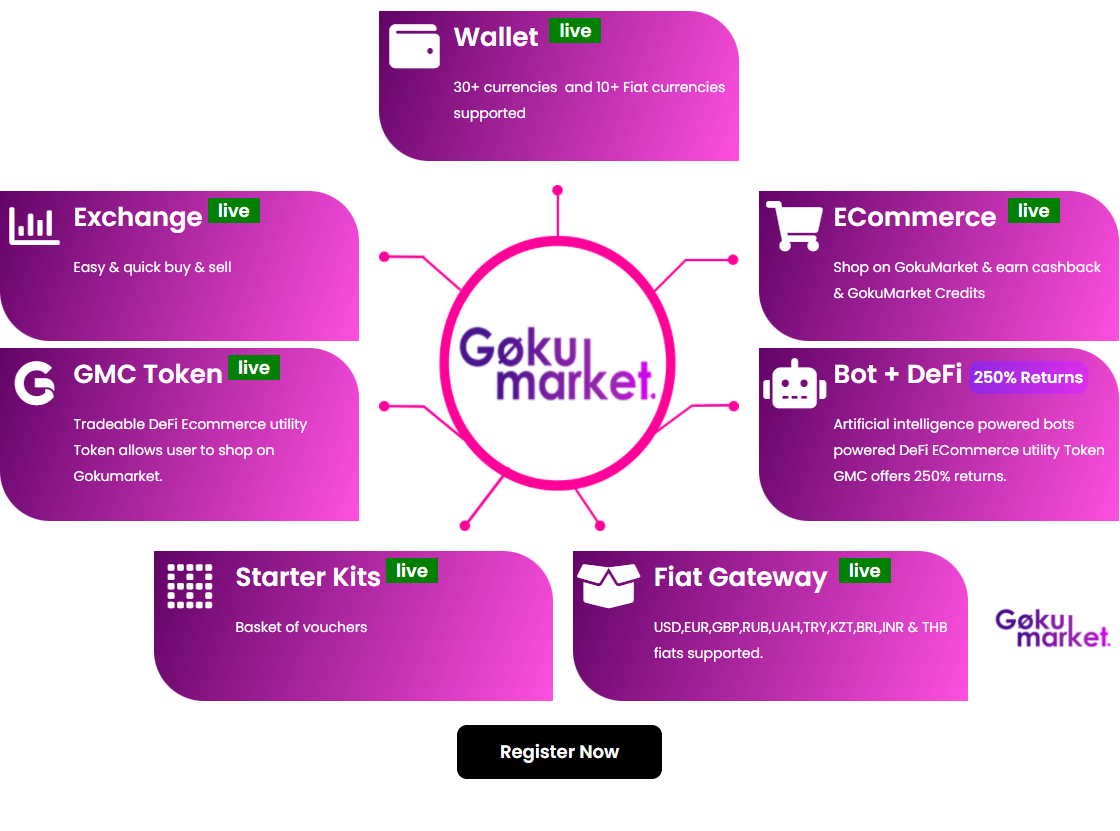 Wallet live
30+ currencies and 10+ Fiat currencies
supported
Exchange live
Easy & quick buy & sell
ECommerce live
Shop on GokuMarket & earn cashback
& GokuMarket Credits
Gøku
market.
GMC Token live
Tradeable DeFi Ecommerce utility
Token allows user to shop on
Gokumarket.
Bot + DeFi 250% Returns
Artificial intelligence powered bots
powered DeFi ECommerce utility Token
GMC offers 250% returns.
Starter Kits live
Basket of vouchers
Fiat Gateway live
USD,EUR,GBP,RUB,UAH,TRY,KZT,BRL,INR & THB
fiats supported.
Gøku
market.
Register Now